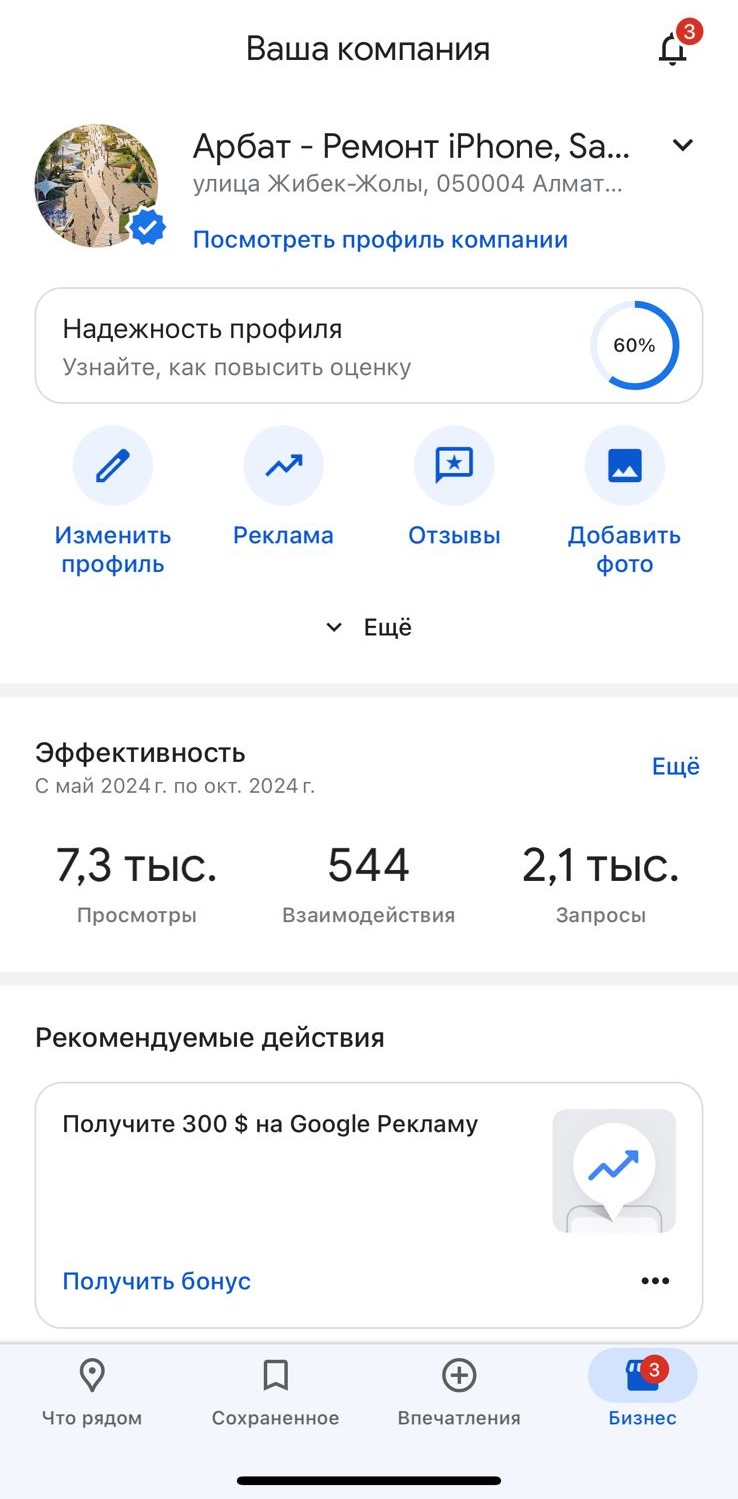 Ваша компания
3
Арбат - Ремонт iPhone, Sa...
улица Жибек-Жолы, 050004 Алмат...
Посмотреть профиль компании
Надежность профиля
Узнайте, как повысить оценку
60%
Изменить профиль
Реклама
Отзывы
Добавить фото
Ещё
Эффективность
С май 2024 г. по окт. 2024 г.
Ещё
7,3 тыс.
Просмотры
544
Взаимодействия
2,1 тыс.
Запросы
Рекомендуемые действия
Получите 300 $ на Google Рекламу
Получить бонус
Что рядом
Сохраненное
Впечатления
3
Бизнес